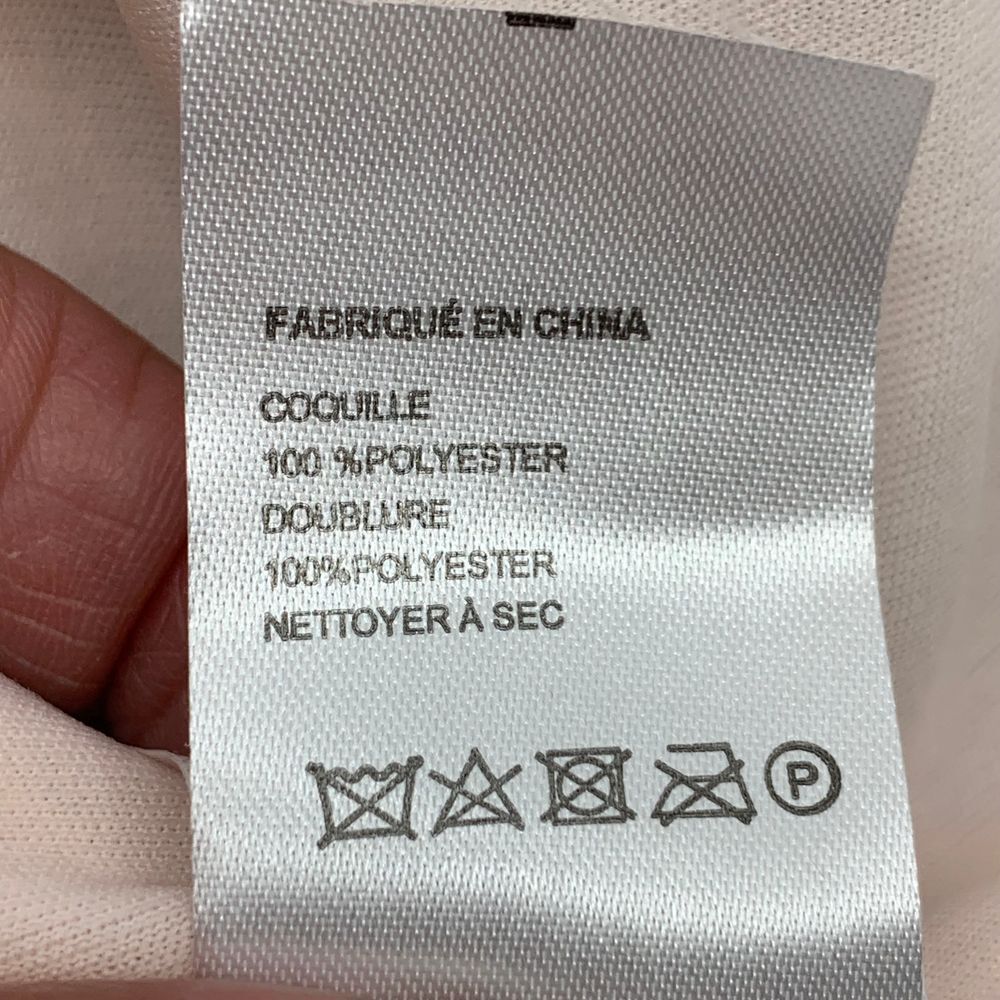 FABRIQUÉ EN CHINA
COQUILLE
100 %POLYESTER
DOUBLURE
100%POLYESTER
NETTOYER À SEC
P